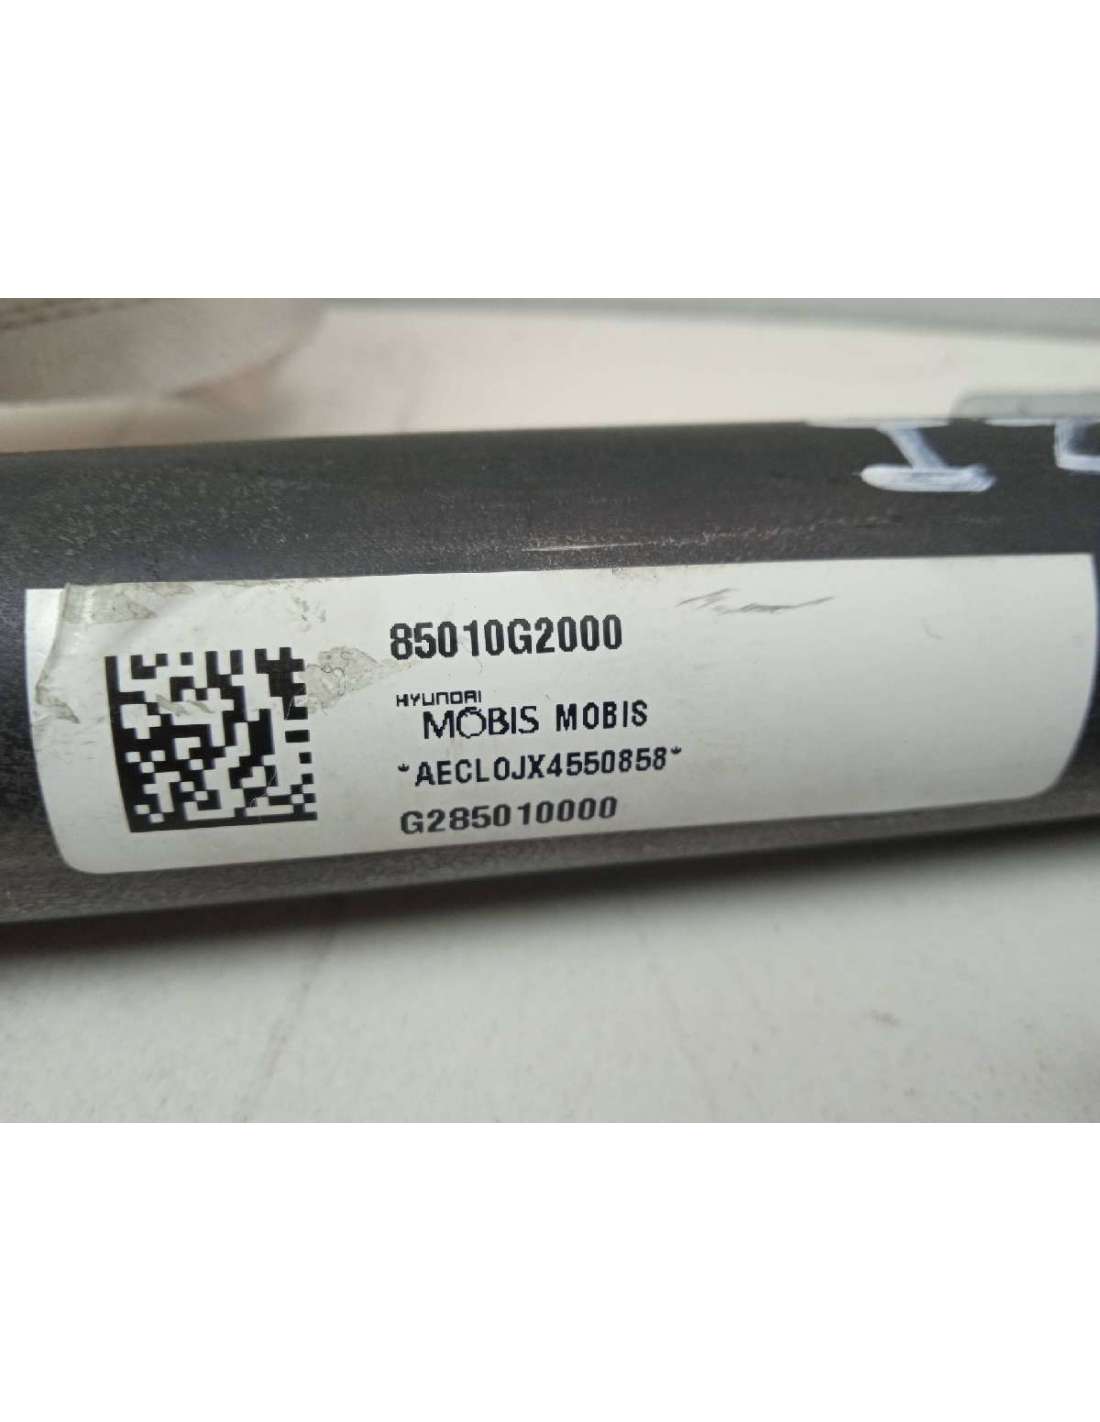 85010G2000
HYUNDAI
MOBIS MOBIS
*AECL0JX4550858*
G285010000